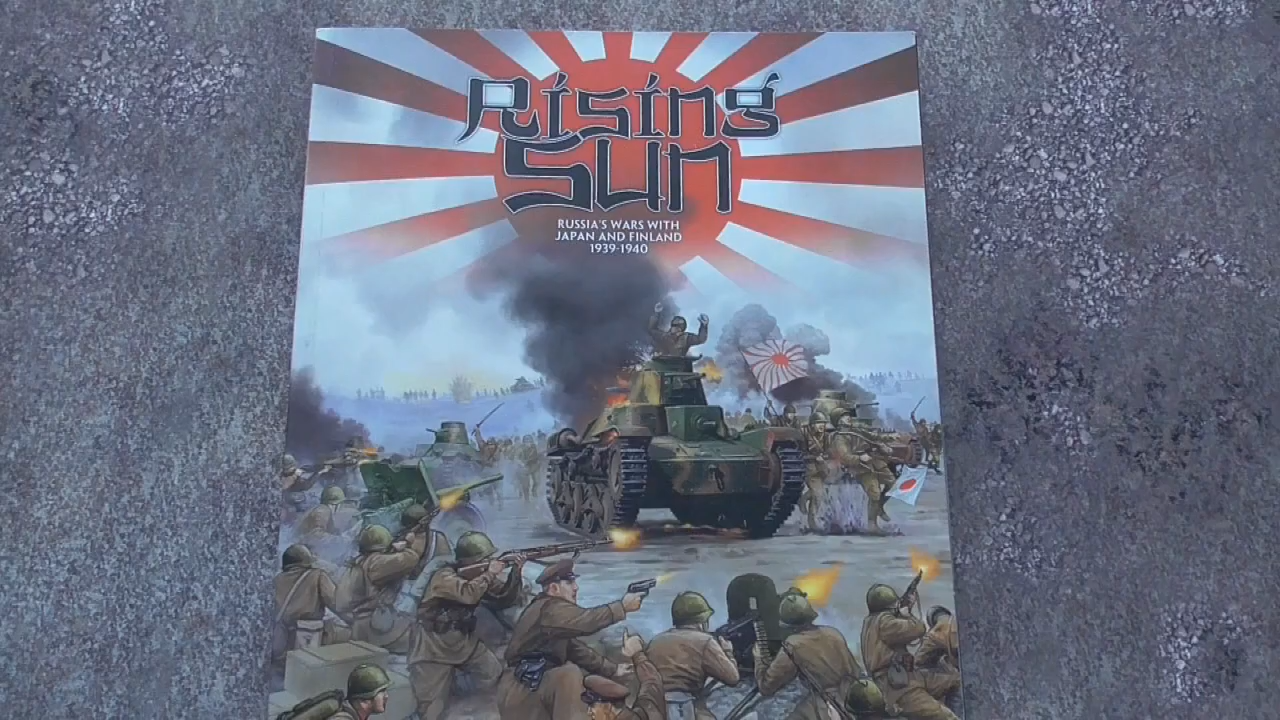 Rising
Sun
RUSSIA'S WARS WITH
JAPAN AND FINLAND
1939-1940